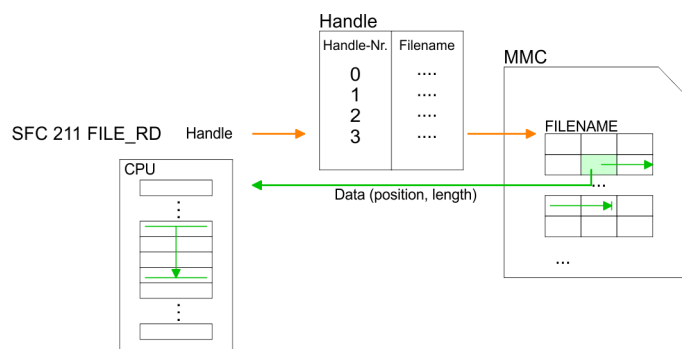 Handle
Handle-Nr. Filename
0 ....
1 ....
2 ....
3 ....
MMC
SFC 211 FILE_RD Handle
FILENAME
CPU
Data (position, length)
...
...